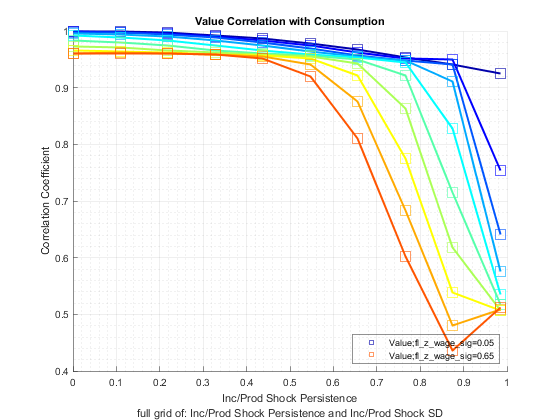 Value Correlation with Consumption
1
0.9
0.8
0.7
0.6
0.5
0.4
Correlation Coefficient
Value;fl_z_wage_sig=0.05
Value;fl_z_wage_sig=0.65
0 0.1 0.2 0.3 0.4 0.5 0.6 0.7 0.8 0.9 1
Inc/Prod Shock Persistence
full grid of: Inc/Prod Shock Persistence and Inc/Prod Shock SD